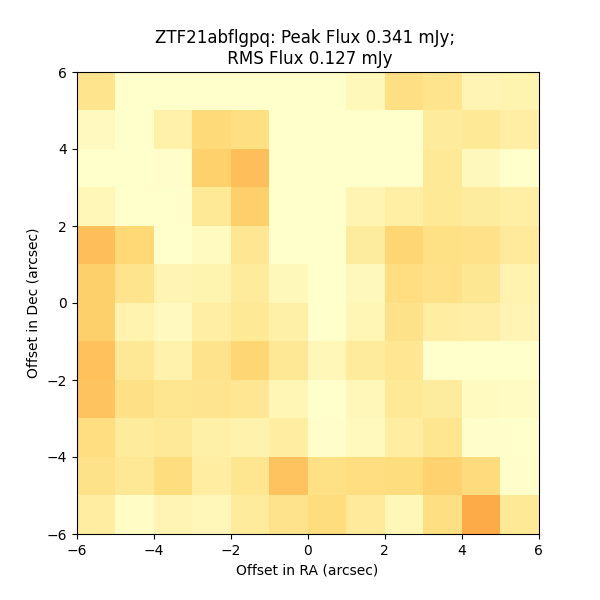 ZTF21abflgpq: Peak Flux 0.341 mJy;
RMS Flux 0.127 mJy
6
4
2
0
−2
−4
−6
Offset in Dec (arcsec)
−6 −4 −2 0 2 4 6
Offset in RA (arcsec)